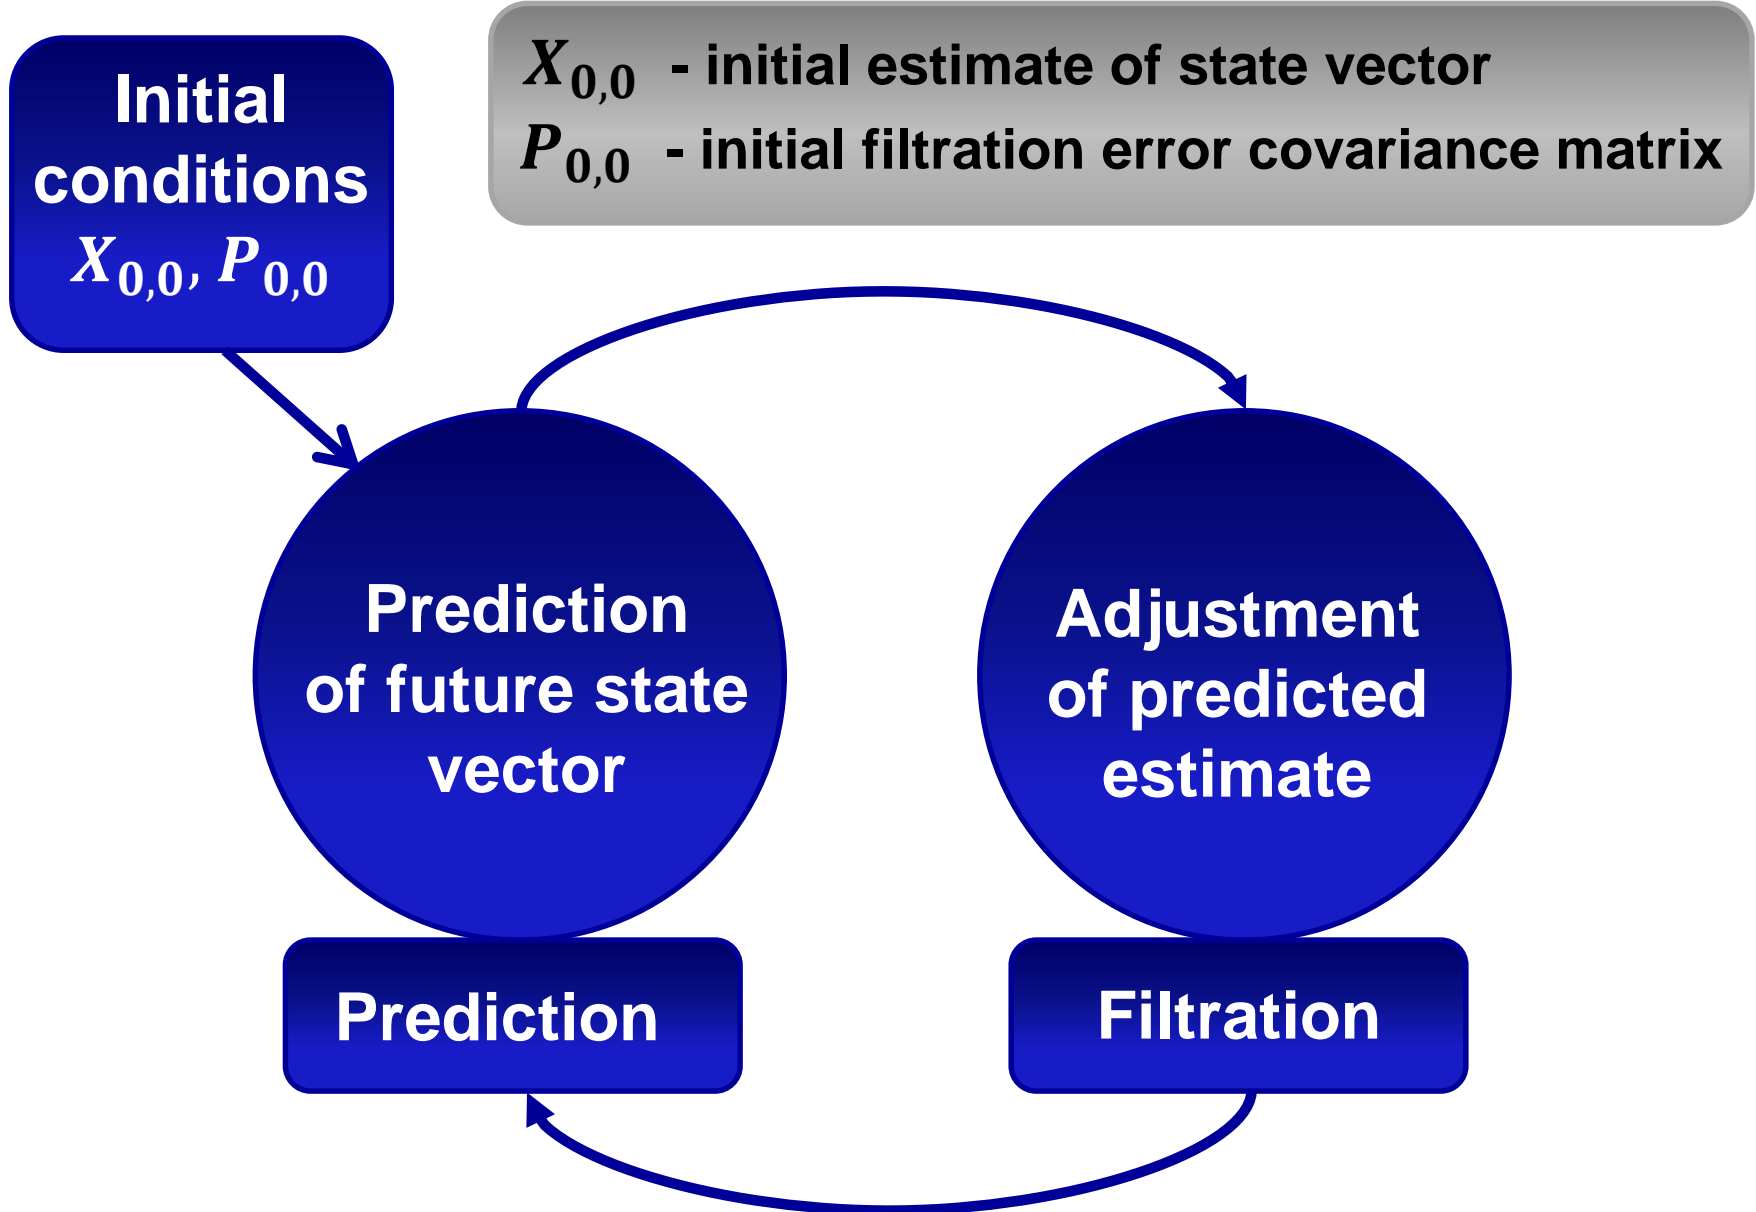 Initial
conditions
X₀,₀, P₀,₀
X₀,₀ - initial estimate of state vector
P₀,₀ - initial filtration error covariance matrix
Prediction
of future state
vector
Adjustment
of predicted
estimate
Prediction
Filtration